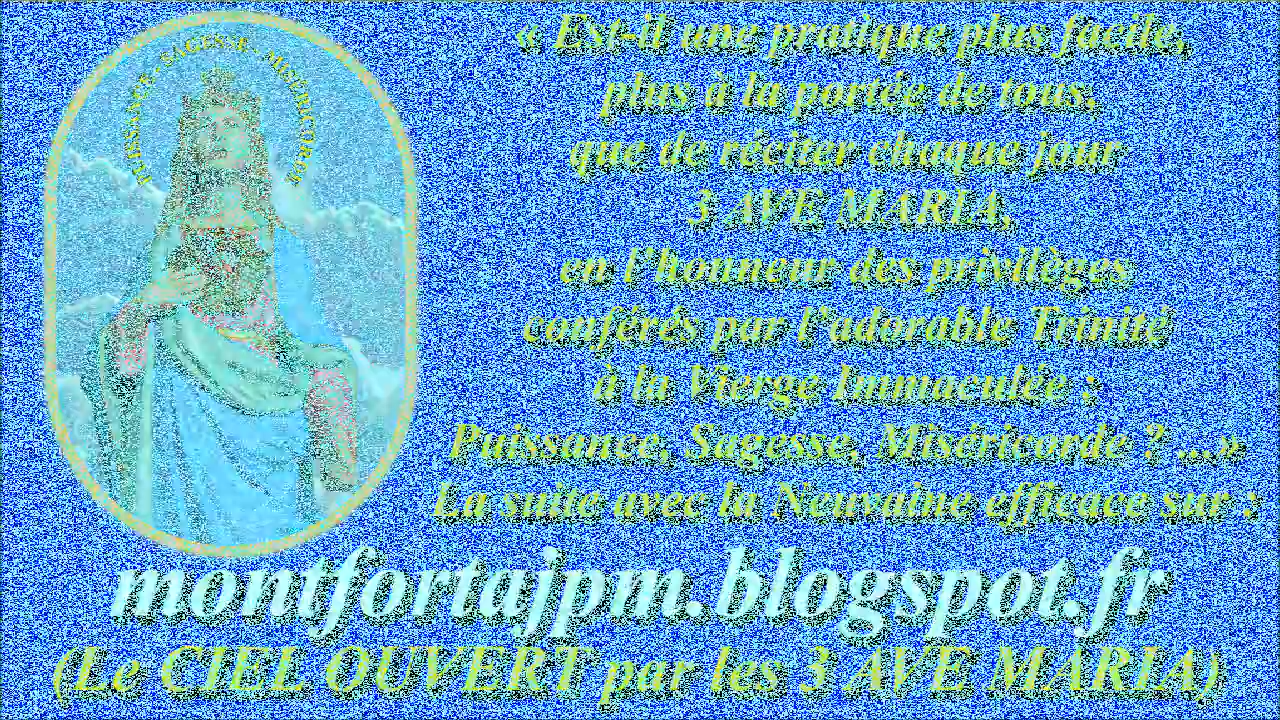 PUISSANCE - SAGESSE - MISÉRICORDE
« Est-il une pratique plus facile,
plus à la portée de tous,
que de réciter chaque jour
3 AVE MARIA,
en l'honneur des privilèges
conférés par l'adorable Trinité
à la Vierge Immaculée :
Puissance, Sagesse, Miséricorde ? ...»
La suite avec la Neuvaine efficace sur :
montfortajpm.blogspot.fr
(Le CIEL OUVERT par les 3 AVE MARIA)